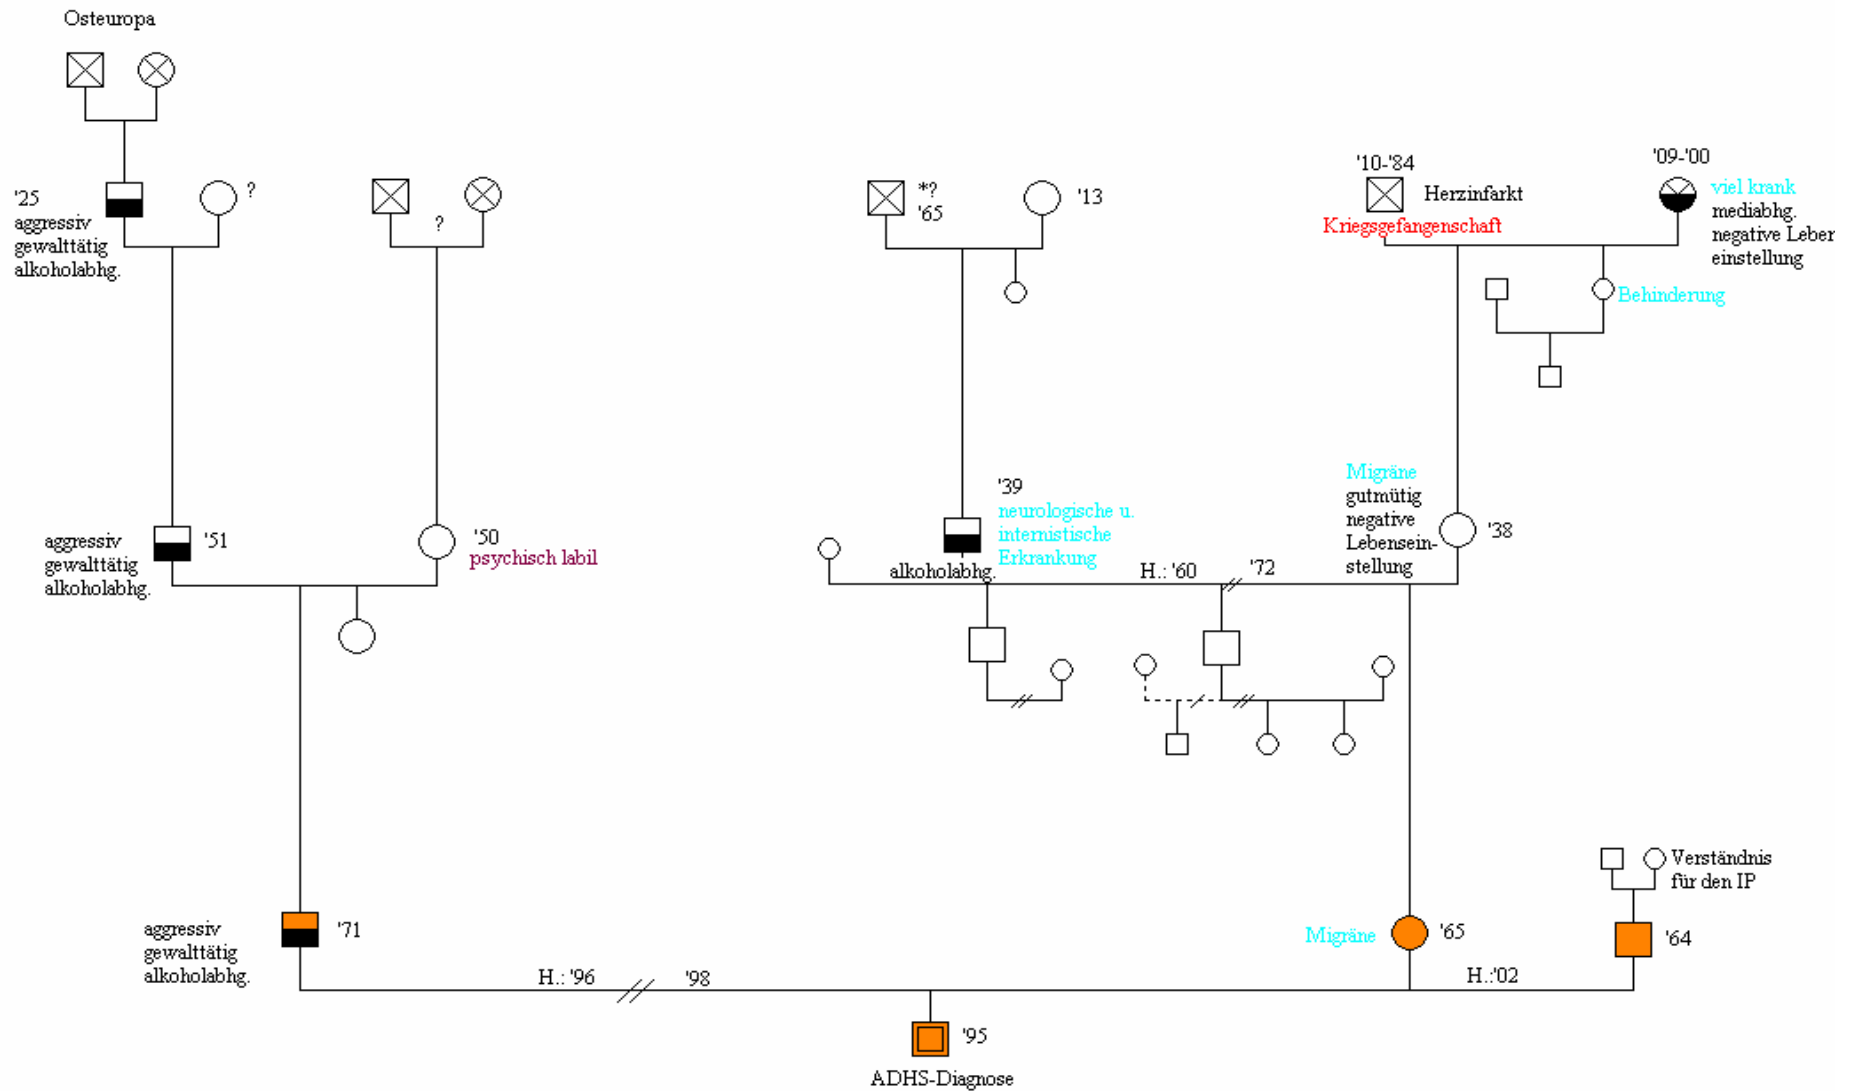 Osteuropa
'25
aggressiv
gewalttätig
alkoholabhg.
?
?
*?
'65
'13
'10-'84
Herzinfarkt
Kriegsgefangenschaft
'09-'00
viel krank
mediabhg.
negative Leber
einstellung
Behinderung
aggressiv
gewalttätig
alkoholabhg.
'51
'50
psychisch labil
'39
neurologische u.
internistische
Erkrankung
alkoholabhg.
H.: '60
'72
Migräne
gutmütig
negative
Lebensein-
stellung
'38
Verständnis
für den IP
aggressiv
gewalttätig
alkoholabhg.
'71
Migräne
'65
'64
H.: '96
'98
H.:'02
'95
ADHS-Diagnose